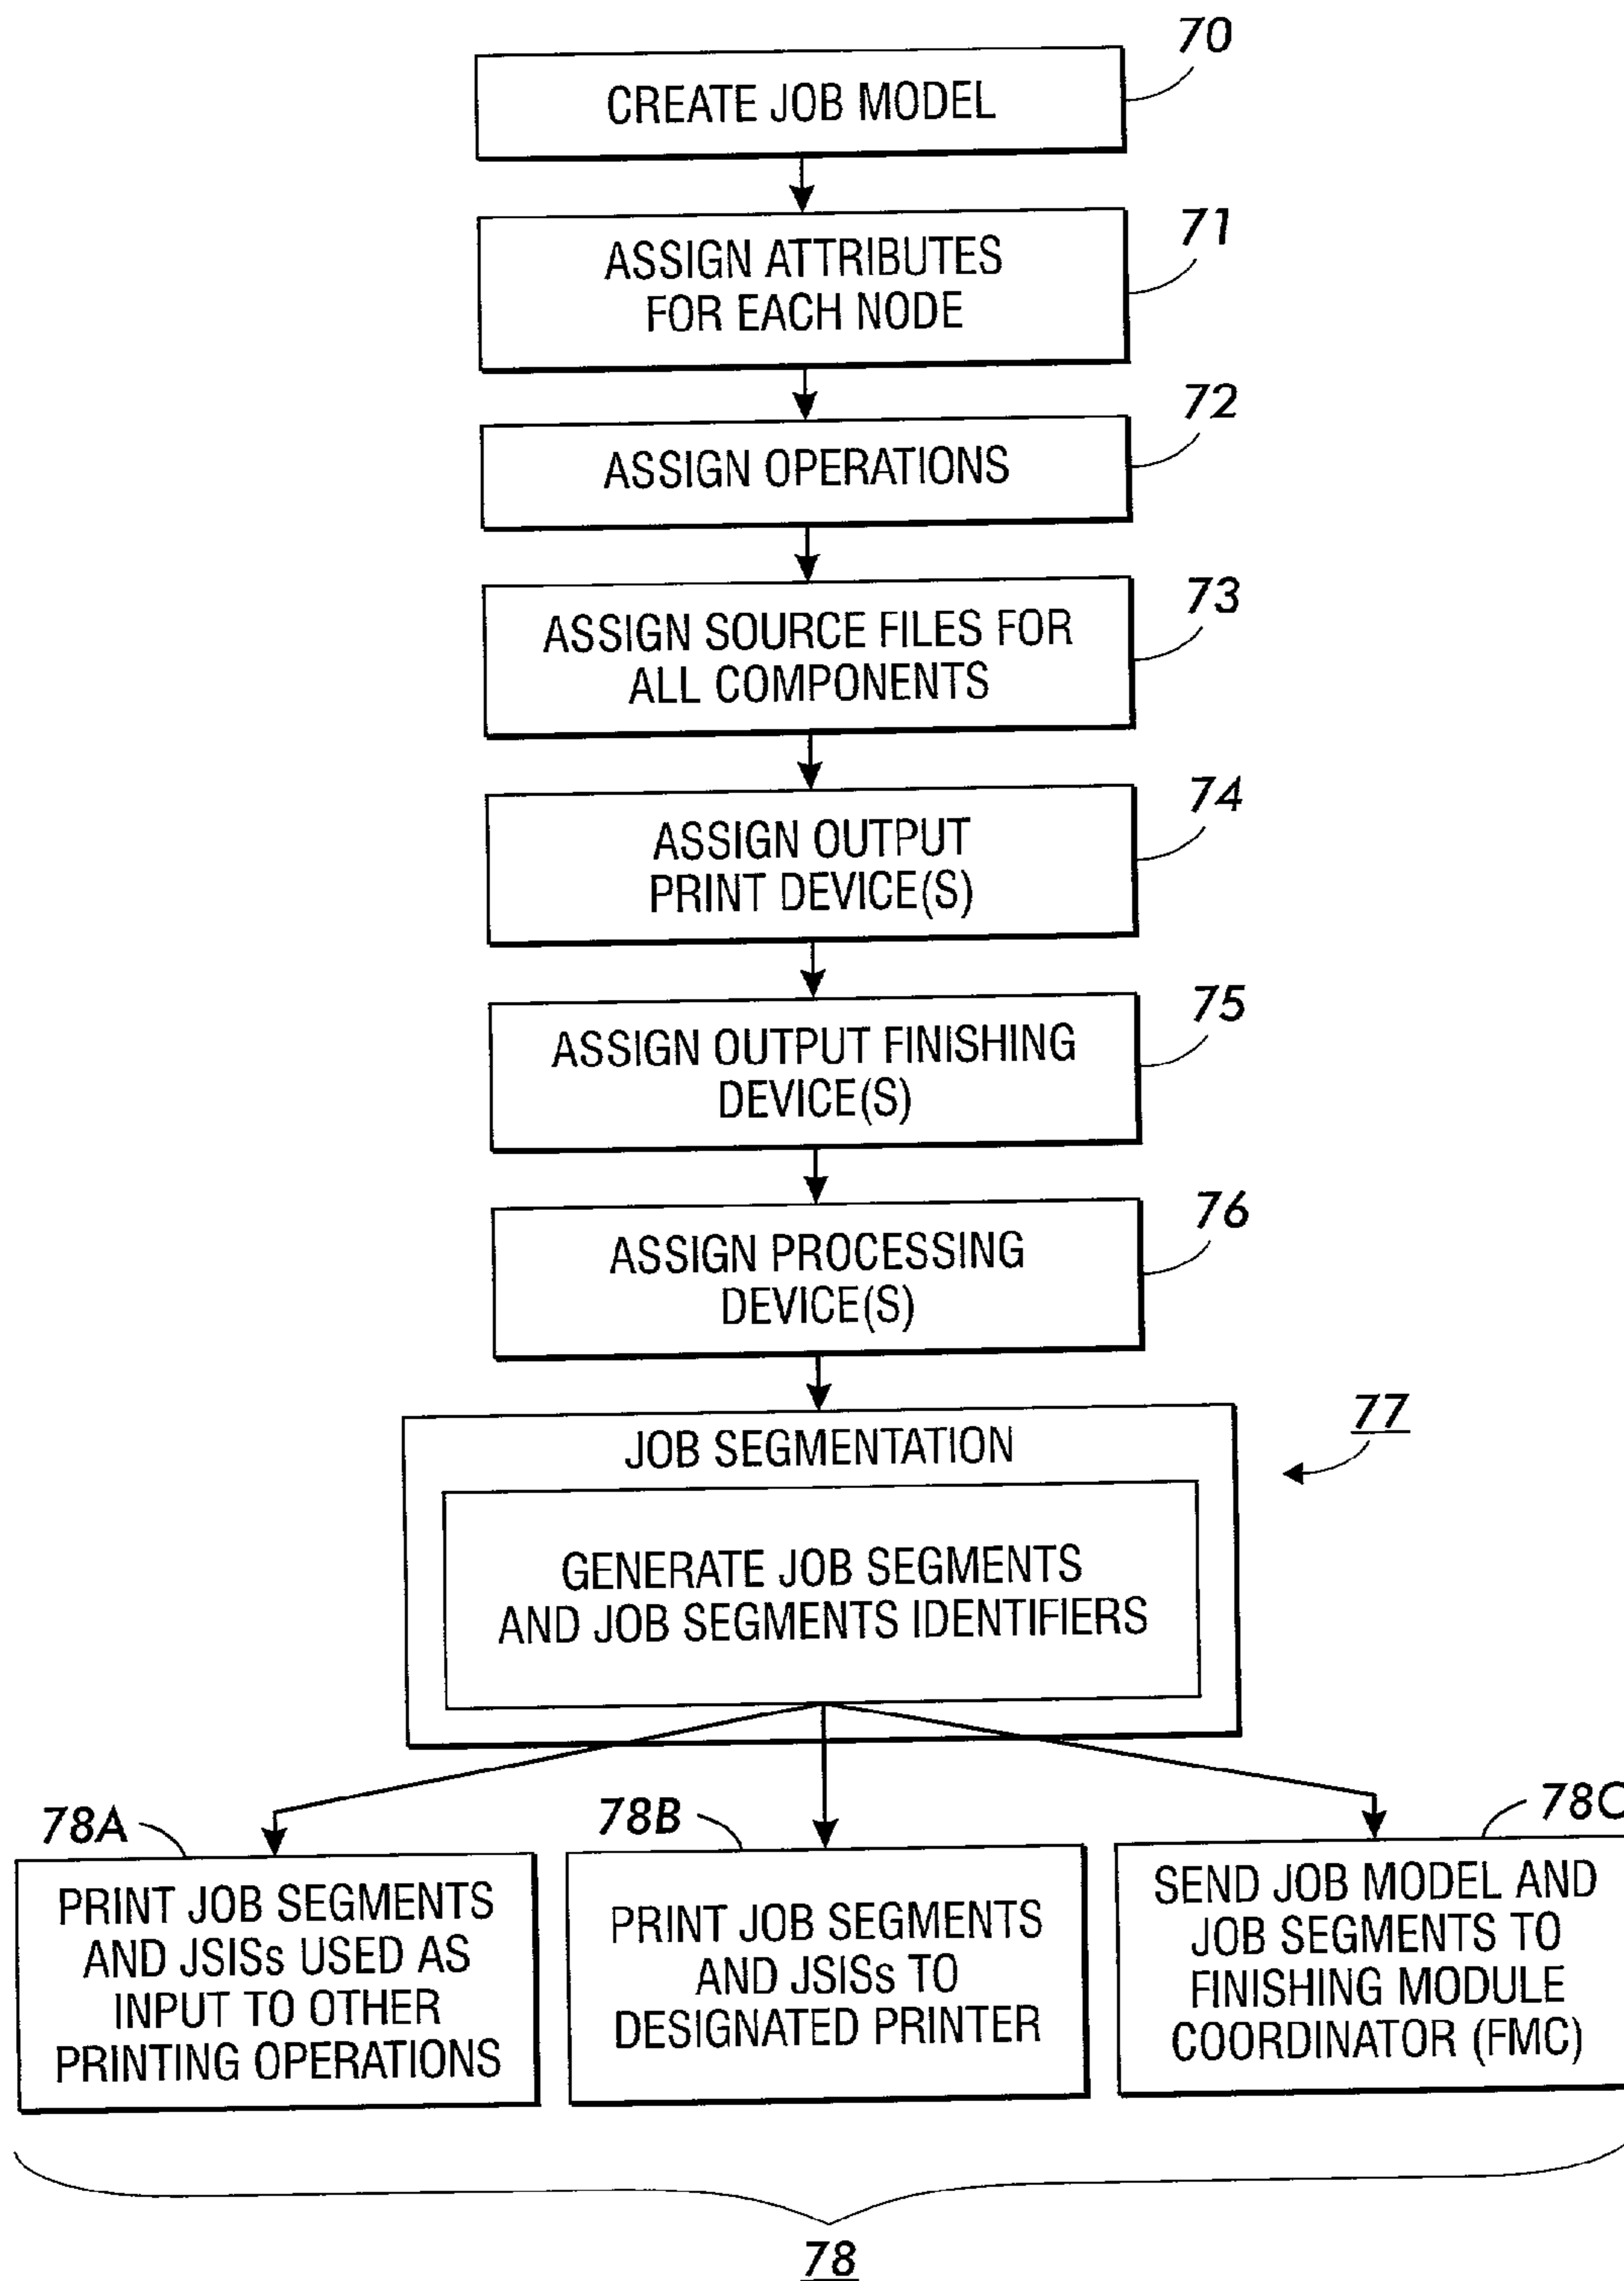 70
CREATE JOB MODEL
71
ASSIGN ATTRIBUTES
FOR EACH NODE
72
ASSIGN OPERATIONS
73
ASSIGN SOURCE FILES FOR
ALL COMPONENTS
74
ASSIGN OUTPUT
PRINT DEVICE(S)
75
ASSIGN OUTPUT FINISHING
DEVICE(S)
76
ASSIGN PROCESSING
DEVICE(S)
77
JOB SEGMENTATION
GENERATE JOB SEGMENTS
AND JOB SEGMENTS IDENTIFIERS
78A
PRINT JOB SEGMENTS
AND JSISs USED AS
INPUT TO OTHER
PRINTING OPERATIONS
78B
PRINT JOB SEGMENTS
AND JSISs TO
DESIGNATED PRINTER
78C
SEND JOB MODEL AND
JOB SEGMENTS TO
FINISHING MODULE
COORDINATOR (FMC)
78